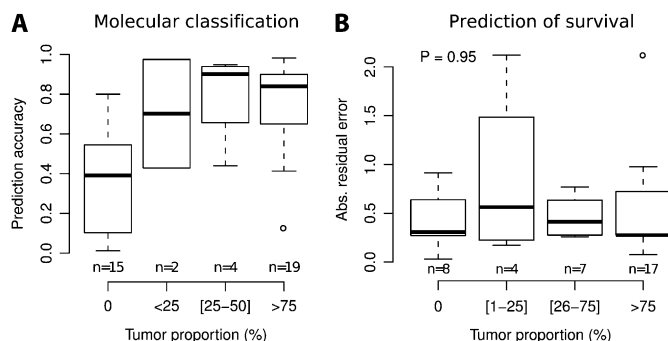 A Molecular classification
Prediction accuracy
1.0
0.8
0.6
0.4
0.2
0.0
n=15 n=2 n=4 n=19
0 <25 [25−50] >75
Tumor proportion (%)
B Prediction of survival
P = 0.95
Abs. residual error
2.0
1.5
1.0
0.5
0.0
n=8 n=4 n=7 n=17
0 [1−25] [26−75] >75
Tumor proportion (%)